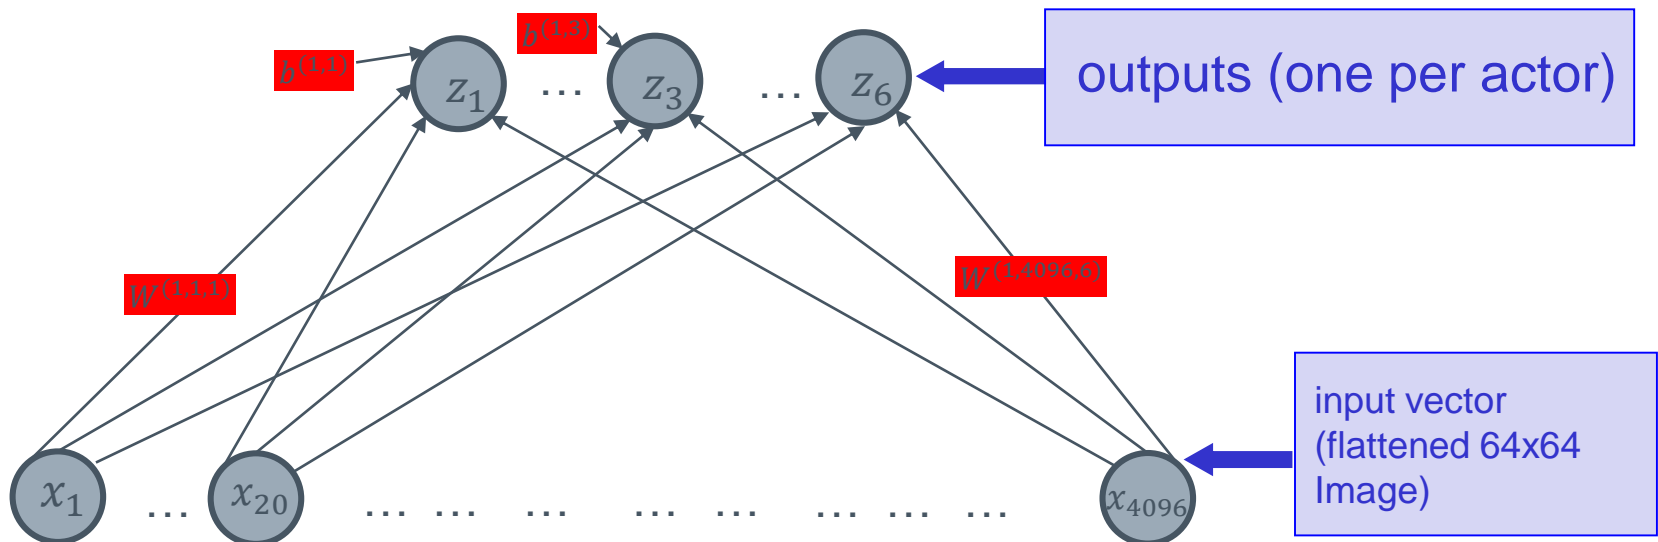 b^(1,1)
b^(1,3)
z_1 ... z_3 ... z_6
outputs (one per actor)
W^(1,1,1)
W^(1,4096,6)
input vector
(flattened 64x64
Image)
x_1 ... x_20 ... ... ... ... ... ... ... ... x_4096